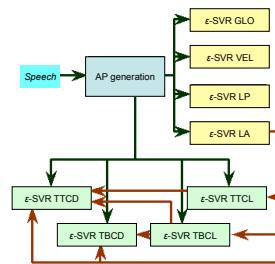 ε-SVR GLO
ε-SVR VEL
Speech
AP generation
ε-SVR LP
ε-SVR LA
ε-SVR TTCD
ε-SVR TTCL
ε-SVR TBCD
ε-SVR TBCL